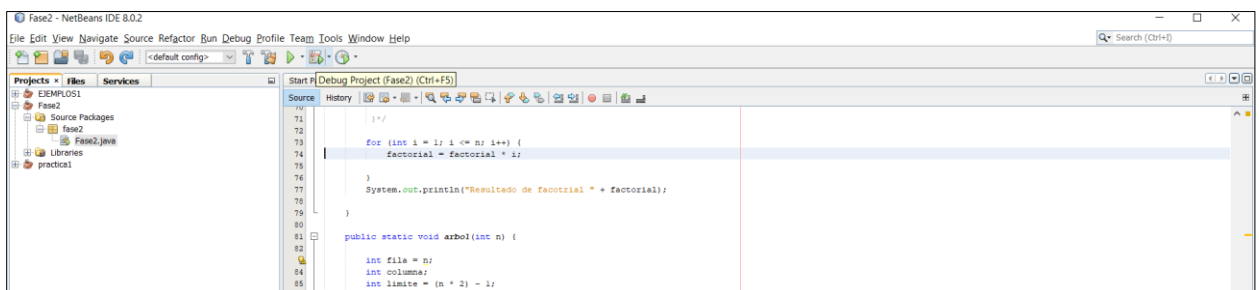 Fase2 - NetBeans IDE 8.0.2
File Edit View Navigate Source Refactor Run Debug Profile Team Tools Window Help
Search (Ctrl+I)
<default config>
Projects × Files Services
Start P Debug Project (Fase2) (Ctrl+F5)
EJEMPLOS1
Fase2
Source Packages
fase2
Fase2.java
Libraries
practica1
Source History
70
71 }*/
72
73 for (int i = 1; i <= n; i++) {
74 factorial = factorial * i;
75
76 }
77 System.out.println("Resultado de facotrial " + factorial);
78
79 }
80
81 public static void arbol(int n) {
82
int fila = n;
84 int columna;
85 int limite = (n * 2) - 1;